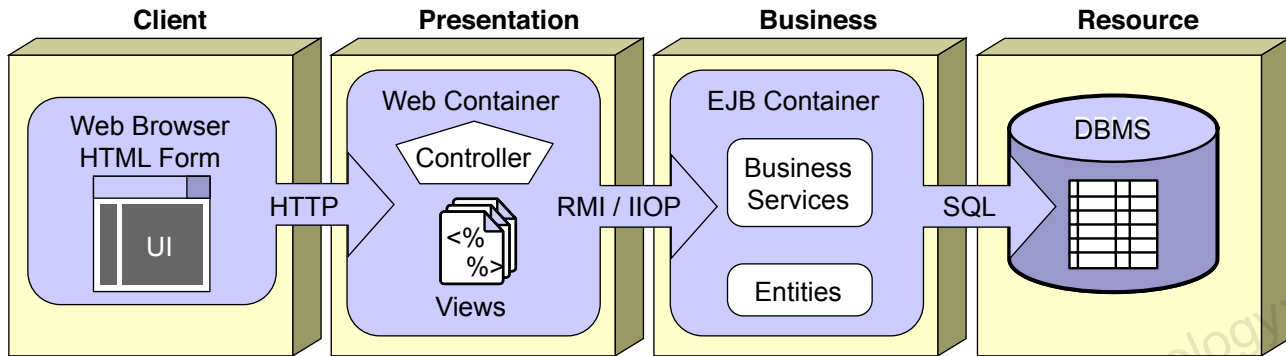 Client
Presentation
Business
Resource
Web Browser
HTML Form
UI
HTTP
Web Container
Controller
<%
%>
Views
RMI / IIOP
EJB Container
Business
Services
Entities
SQL
DBMS